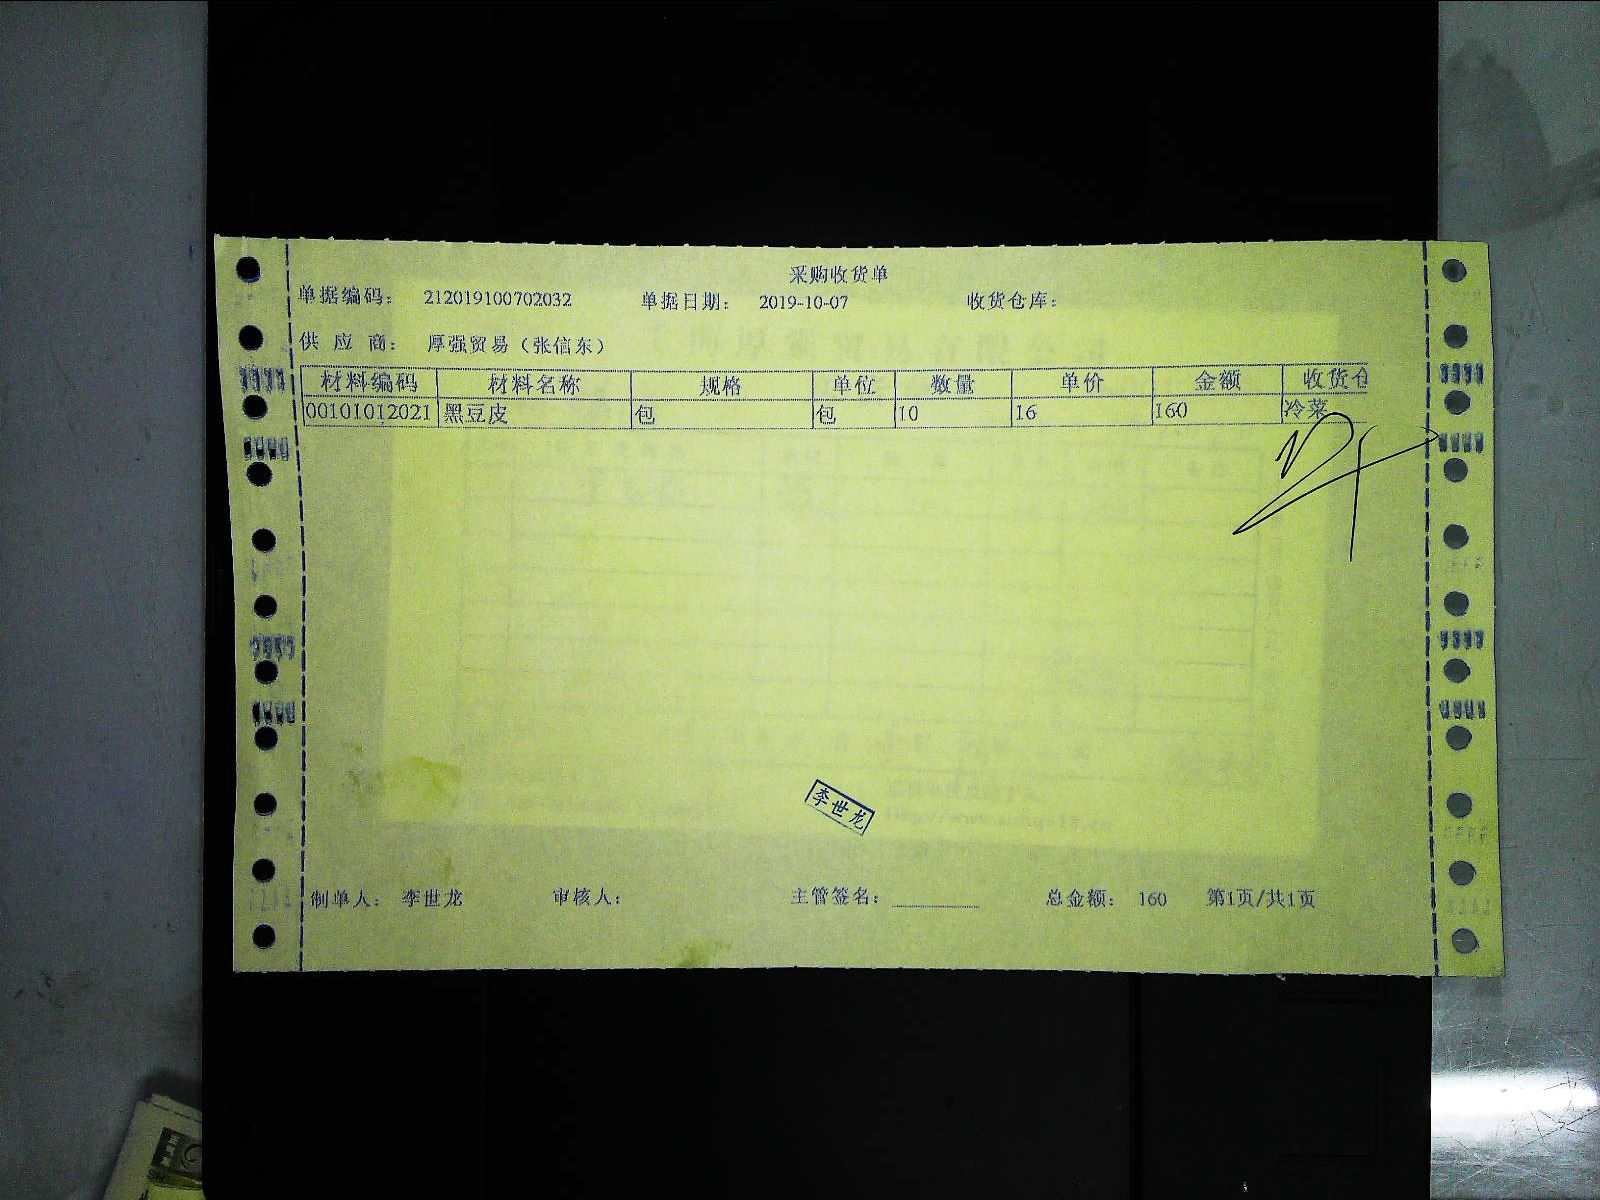 采购收货单
单据编码： 212019100702032 单据日期： 2019-10-07 收货仓库：
供 应 商： 厚强贸易（张信东）
材料编码 材料名称 规格 单位 数量 单价 金额 收货仓
00101012021 黑豆皮 包 包 10 16 160 冷菜
李世龙
制单人： 李世龙 审核人： 主管签名： 总金额： 160 第1页/共1页